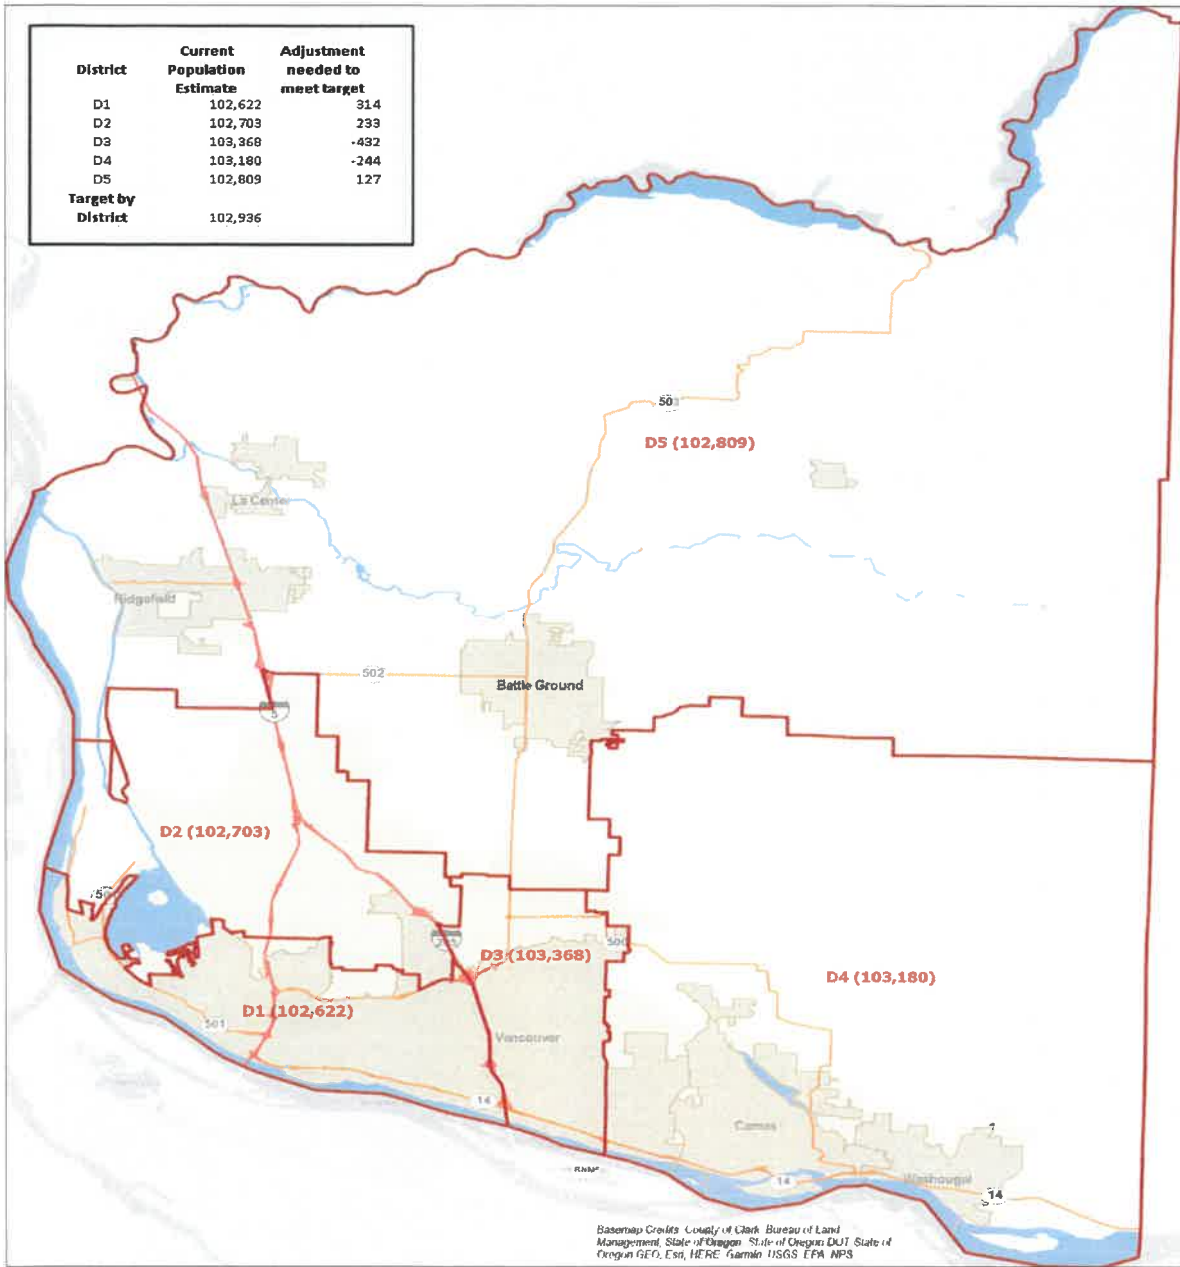 District Current Population Estimate Adjustment needed to meet target
D1 102,622 314
D2 102,703 233
D3 103,368 -432
D4 103,180 -244
D5 102,809 127
Target by District 102,936
D5 (102,809)
La Center
Ridgefield
502
Battle Ground
5
D2 (102,703)
500
D3 (103,368)
D4 (103,180)
D1 (102,622)
501
Vancouver
14
Camas
14
Washougal
14
Basemap Credits: County of Clark, Bureau of Land
Management, State of Oregon, State of Oregon DOT, State of
Oregon GEO, Esri, HERE, Garmin, USGS, EPA, NPS